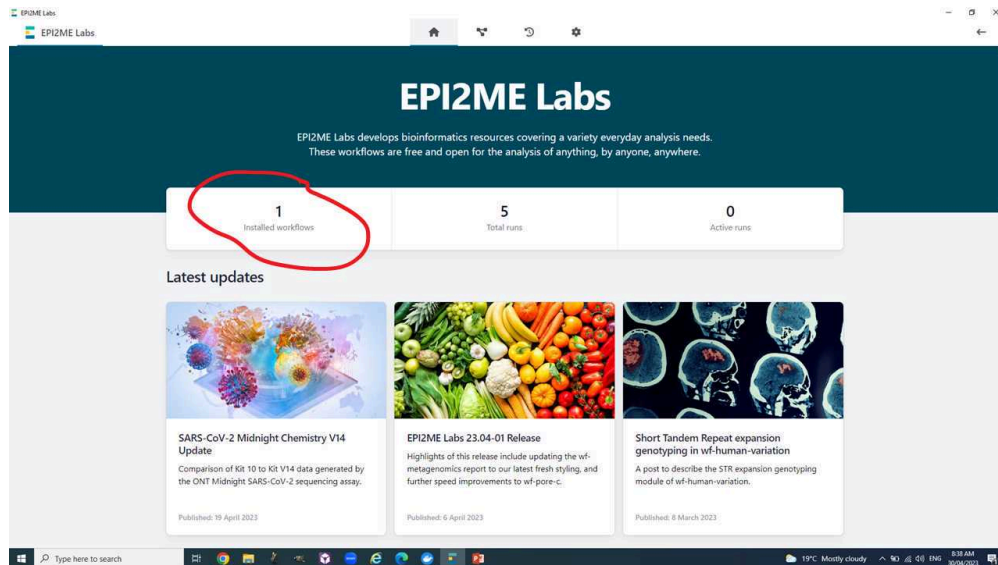 EPI2ME Labs
EPI2ME Labs
EPI2ME Labs
EPI2ME Labs develops bioinformatics resources covering a variety everyday analysis needs.
These workflows are free and open for the analysis of anything, by anyone, anywhere.
1
Installed workflows
5
Total runs
0
Active runs
Latest updates
SARS-CoV-2 Midnight Chemistry V14
Update
Comparison of Kit 10 to Kit V14 data generated by
the ONT Midnight SARS-CoV-2 sequencing assay.
Published: 19 April 2023
EPI2ME Labs 23.04-01 Release
Highlights of this release include updating the wf-
metagenomics report to our latest fresh styling, and
further speed improvements to wf-pore-c.
Published: 6 April 2023
Short Tandem Repeat expansion
genotyping in wf-human-variation
A post to describe the STR expansion genotyping
module of wf-human-variation.
Published: 8 March 2023
Type here to search
19°C Mostly cloudy
ENG
8:38 AM
30/04/2023